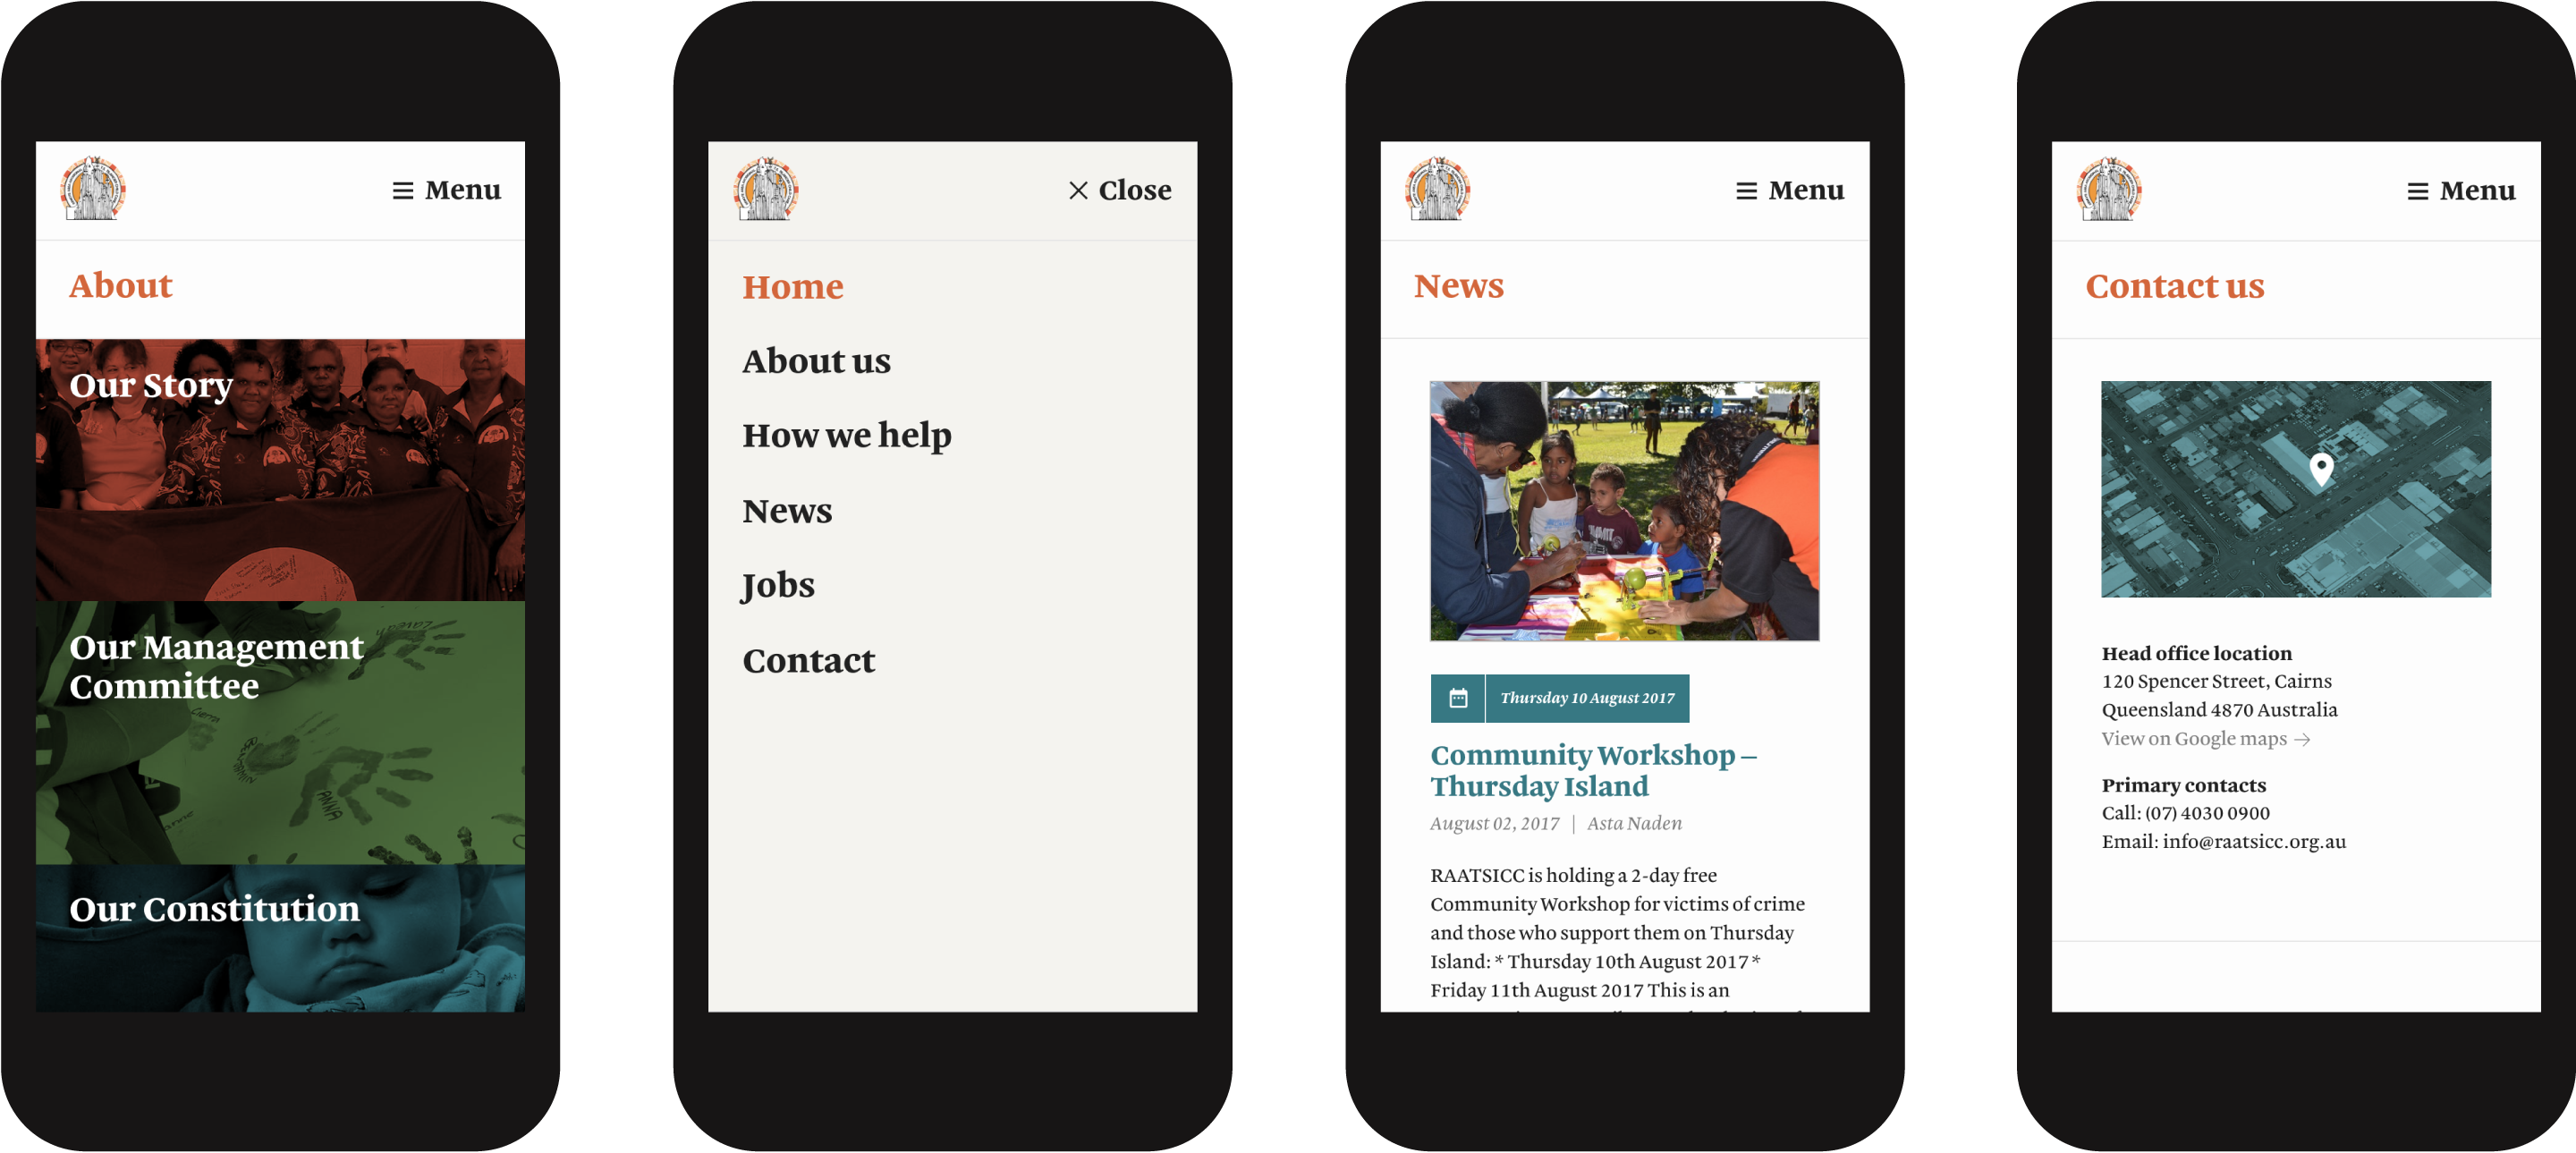 Menu
About
Our Story
Our Management
Committee
ANNA
Our Constitution
Close
Home
About us
How we help
News
Jobs
Contact
Menu
News
Thursday 10 August 2017
Community Workshop –
Thursday Island
August 02, 2017 | Asta Naden
RAATSICC is holding a 2-day free
Community Workshop for victims of crime
and those who support them on Thursday
Island: * Thursday 10th August 2017 *
Friday 11th August 2017 This is an
Menu
Contact us
Head office location
120 Spencer Street, Cairns
Queensland 4870 Australia
View on Google maps →
Primary contacts
Call: (07) 4030 0900
Email: info@raatsicc.org.au